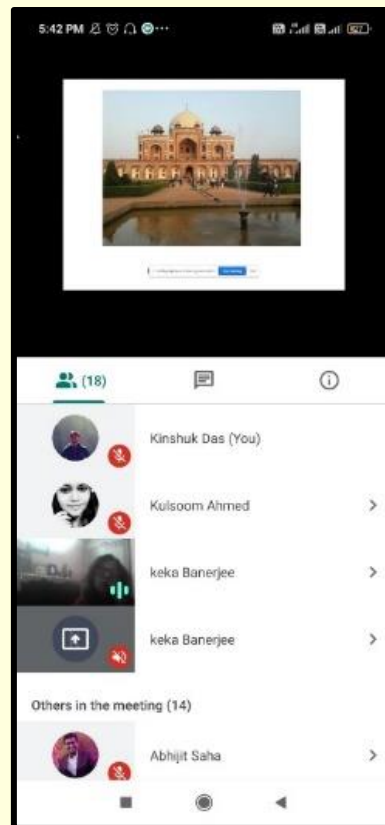 5:42 PM
(18)
Kinshuk Das (You)
Kulsoom Ahmed
keka Banerjee
keka Banerjee
Others in the meeting (14)
Abhijit Saha